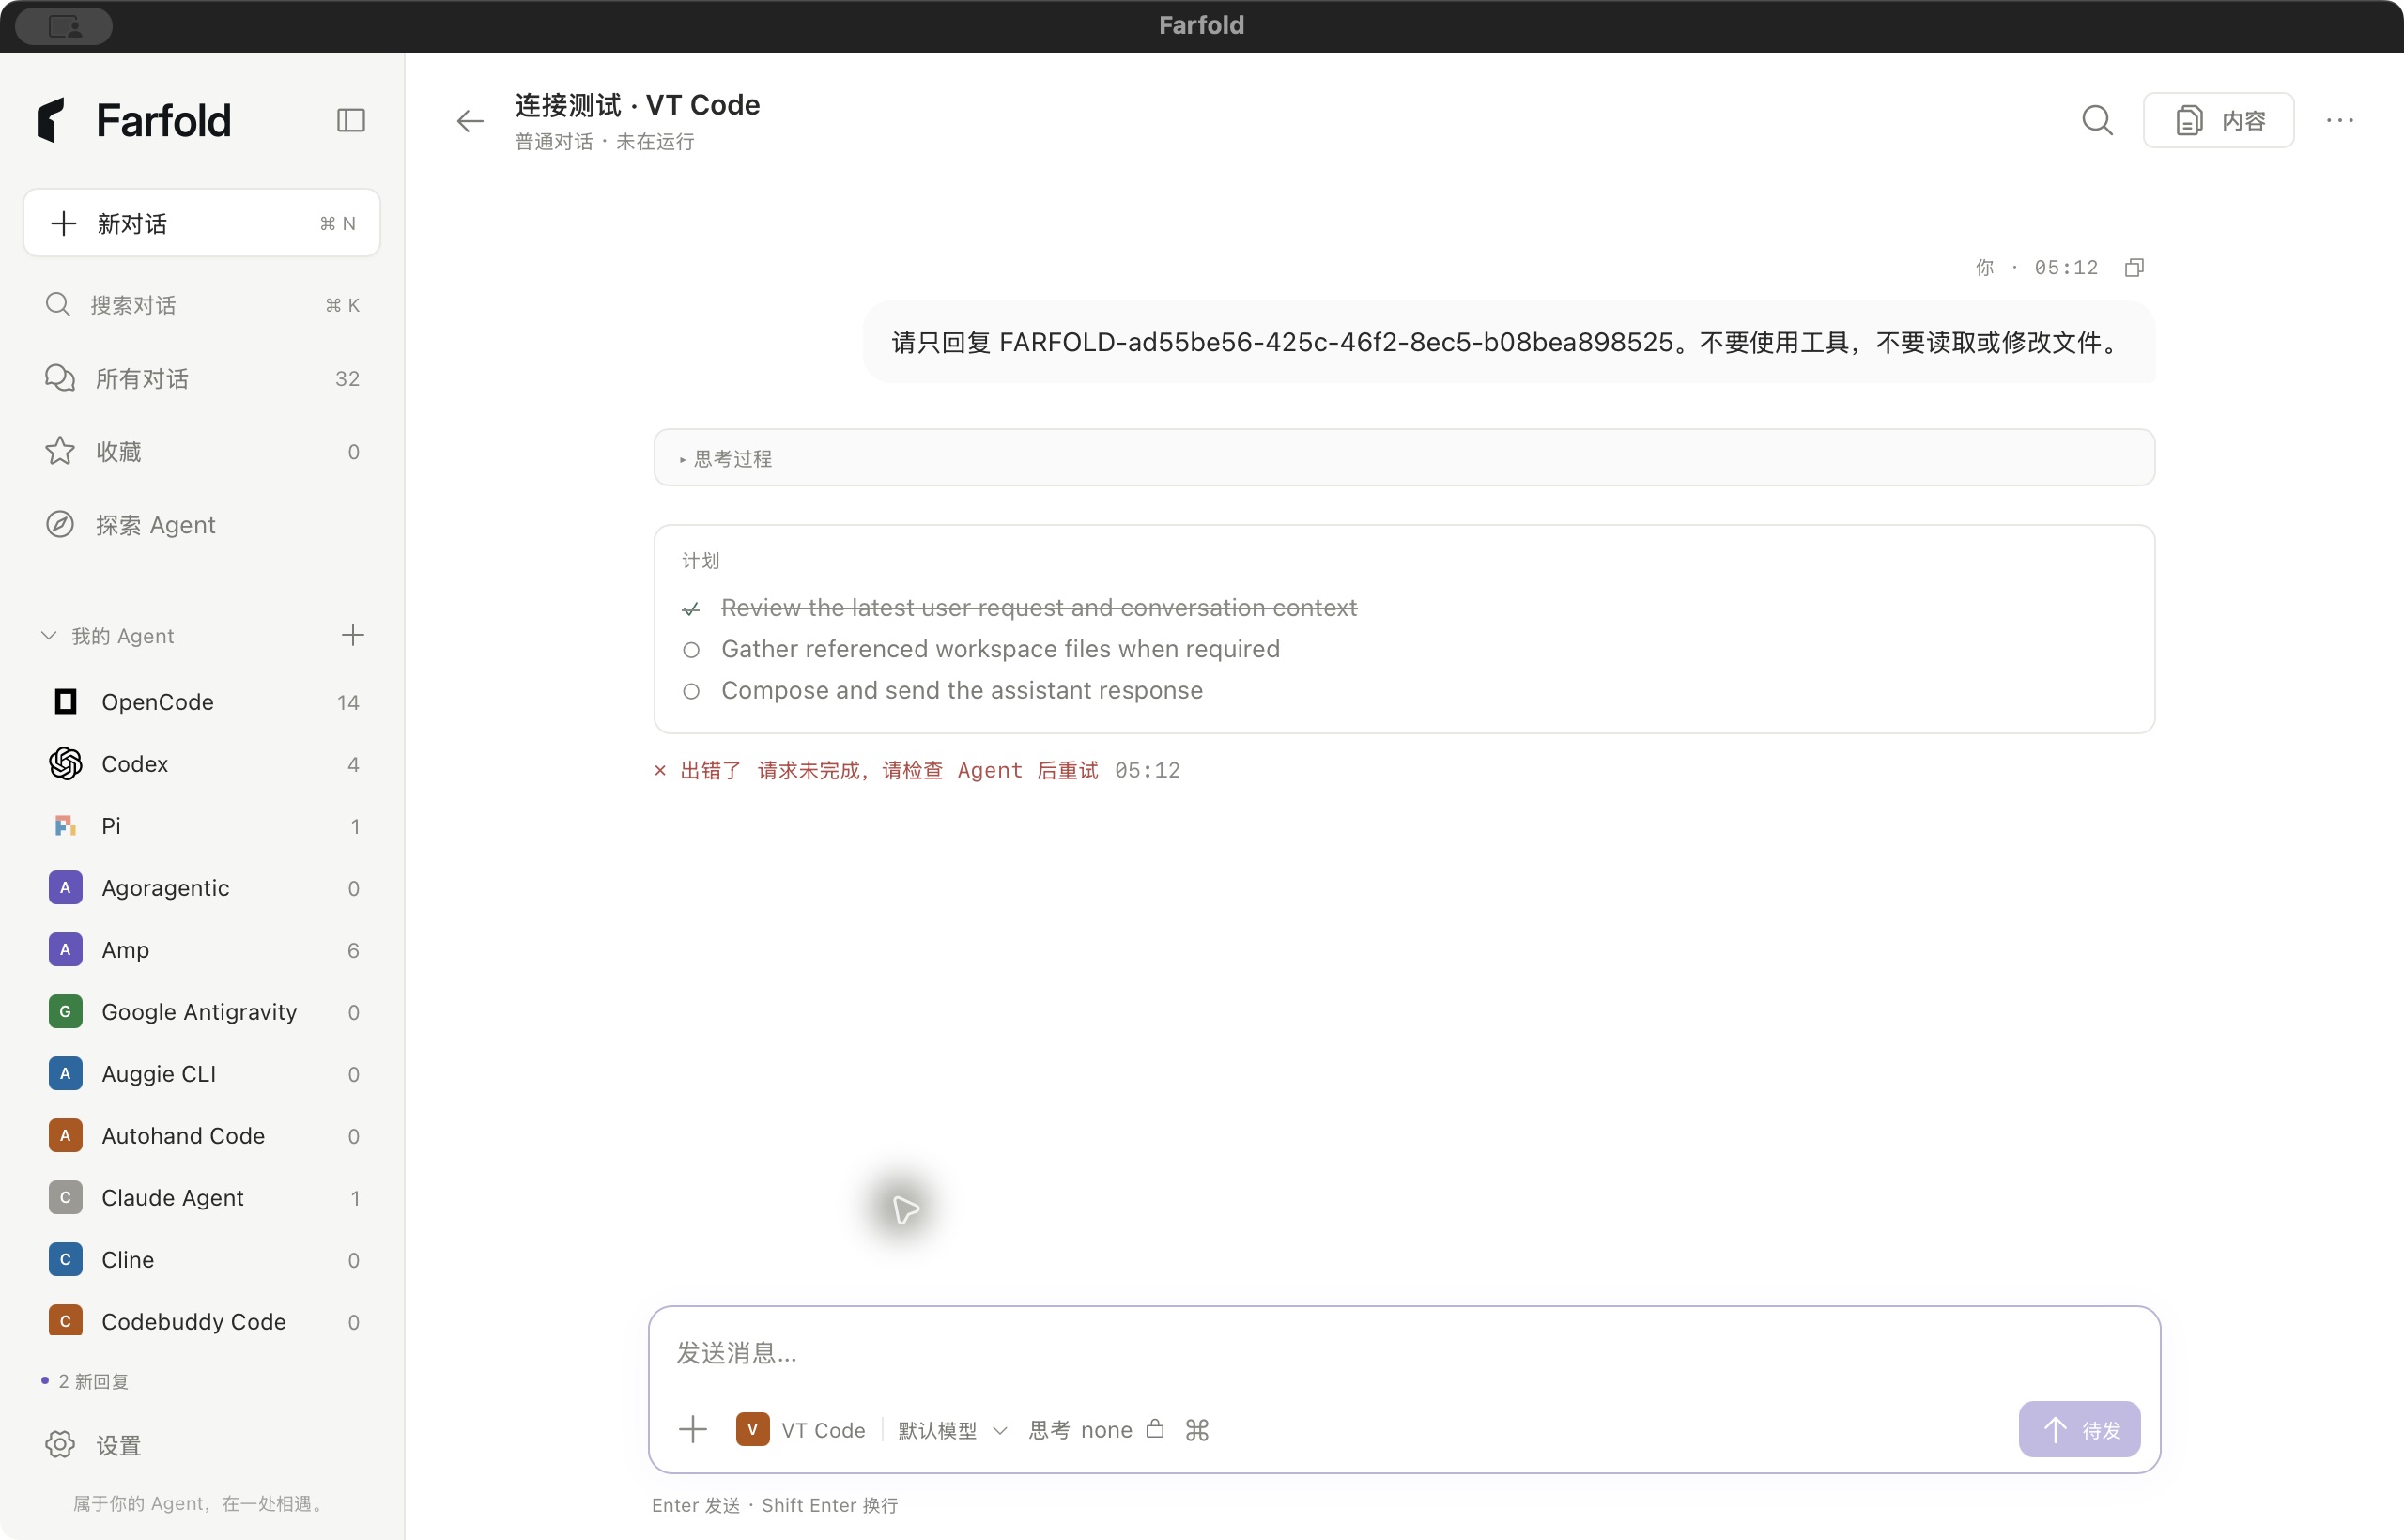 Farfold
Farfold
新对话 ⌘ N
搜索对话 ⌘ K
所有对话 32
收藏 0
探索 Agent
我的 Agent
OpenCode 14
Codex 4
Pi 1
A Agoragentic 0
A Amp 6
G Google Antigravity 0
A Auggie CLI 0
A Autohand Code 0
C Claude Agent 1
C Cline 0
C Codebuddy Code 0
2 新回复
设置
属于你的 Agent，在一处相遇。
连接测试 · VT Code
普通对话 · 未在运行
内容
你 · 05:12
请只回复 FARFOLD-ad55be56-425c-46f2-8ec5-b08bea898525。不要使用工具，不要读取或修改文件。
思考过程
计划
Review the latest user request and conversation context
Gather referenced workspace files when required
Compose and send the assistant response
× 出错了 请求未完成，请检查 Agent 后重试 05:12
发送消息...
V VT Code 默认模型 思考 none ⌘ 待发
Enter 发送 · Shift Enter 换行